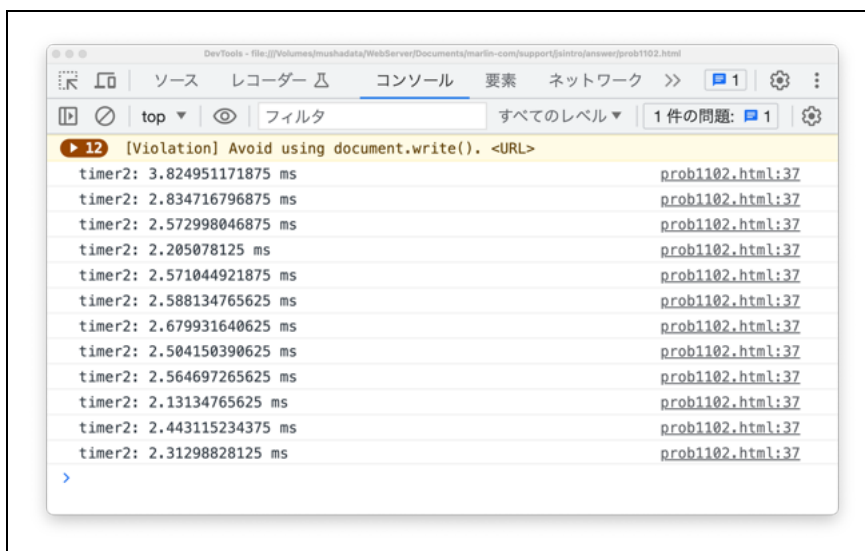 DevTools - file:///Volumes/mushadata/WebServer/Documents/marlin-com/support/jsintro/answer/prob1102.html
ソース レコーダー コンソール 要素 ネットワーク >> 1
top ▼ フィルタ すべてのレベル ▼ 1 件の問題: 1
▶ 12 [Violation] Avoid using document.write(). <URL>
timer2: 3.824951171875 ms prob1102.html:37
timer2: 2.834716796875 ms prob1102.html:37
timer2: 2.572998046875 ms prob1102.html:37
timer2: 2.205078125 ms prob1102.html:37
timer2: 2.571044921875 ms prob1102.html:37
timer2: 2.588134765625 ms prob1102.html:37
timer2: 2.679931640625 ms prob1102.html:37
timer2: 2.504150390625 ms prob1102.html:37
timer2: 2.564697265625 ms prob1102.html:37
timer2: 2.13134765625 ms prob1102.html:37
timer2: 2.443115234375 ms prob1102.html:37
timer2: 2.31298828125 ms prob1102.html:37
>